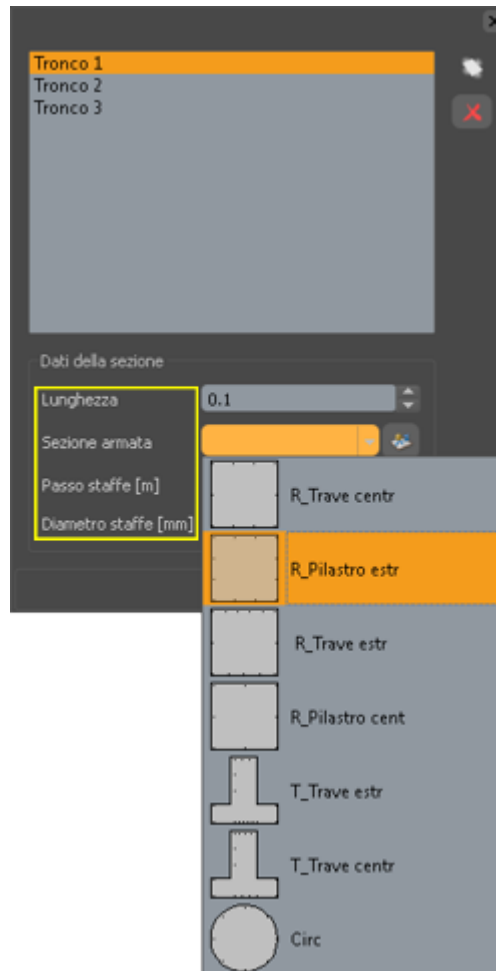 Tronco 1
Tronco 2
Tronco 3
Dati della sezione
Lunghezza
0.1
Sezione armata
Passo staffe [m]
Diametro staffe [mm]
R_Trave centr
R_Pilastro estr
R_Trave estr
R_Pilastro cent
T_Trave estr
T_Trave centr
Circ